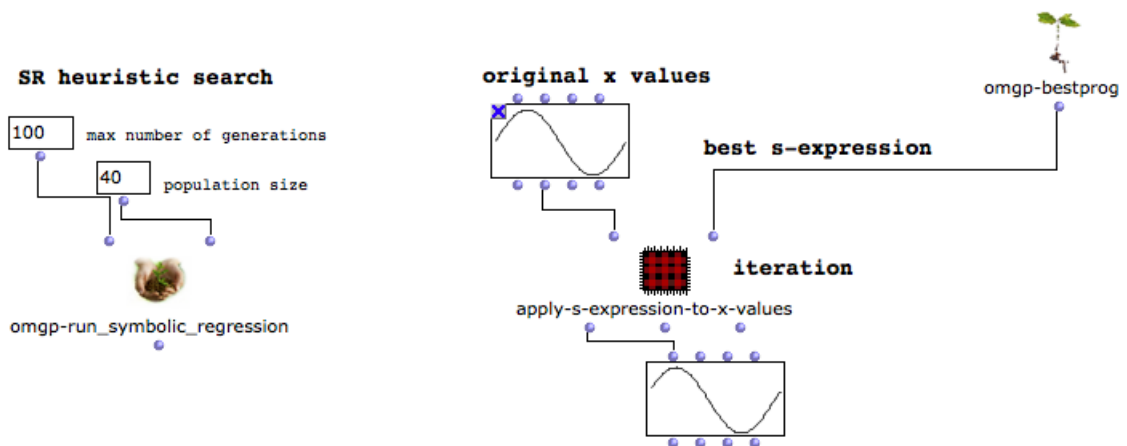 SR heuristic search
100
max number of generations
40
population size
omgp-run_symbolic_regression
original x values
omgp-bestprog
best s-expression
iteration
apply-s-expression-to-x-values